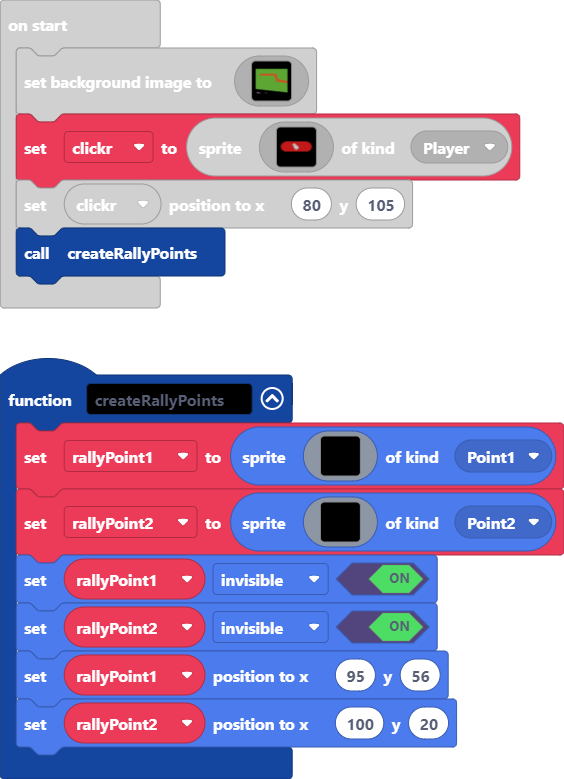 on start
set background image to
set clickr to sprite of kind Player
set clickr position to x 80 y 105
call createRallyPoints
function createRallyPoints
set rallyPoint1 to sprite of kind Point1
set rallyPoint2 to sprite of kind Point2
set rallyPoint1 invisible ON
set rallyPoint2 invisible ON
set rallyPoint1 position to x 95 y 56
set rallyPoint2 position to x 100 y 20